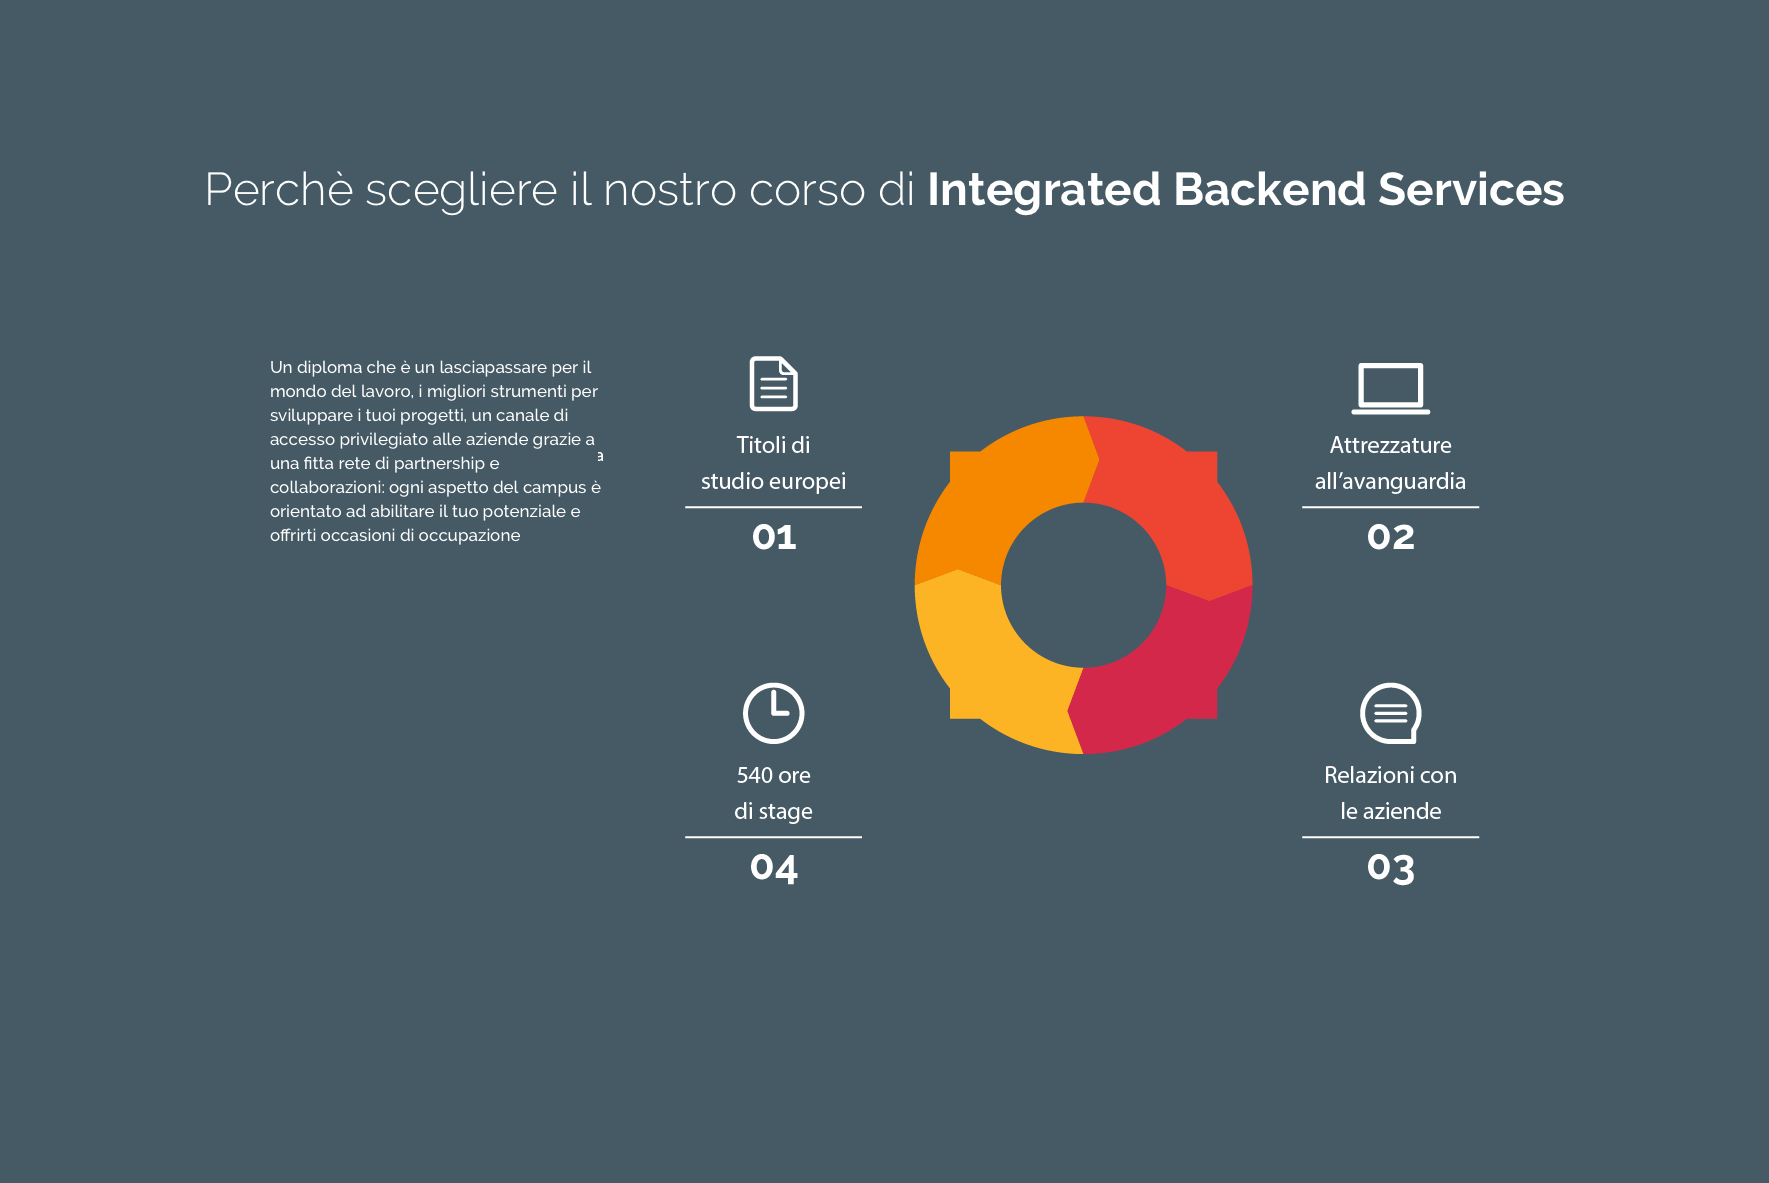 Perchè scegliere il nostro corso di Integrated Backend Services
Un diploma che è un lasciapassare per il
mondo del lavoro, i migliori strumenti per
sviluppare i tuoi progetti, un canale di
accesso privilegiato alle aziende grazie a
una fitta rete di partnership e
a
collaborazioni: ogni aspetto del campus è
orientato ad abilitare il tuo potenziale e
offrirti occasioni di occupazione
Titoli di
studio europei
01
Attrezzature
all’avanguardia
02
540 ore
di stage
04
Relazioni con
le aziende
03